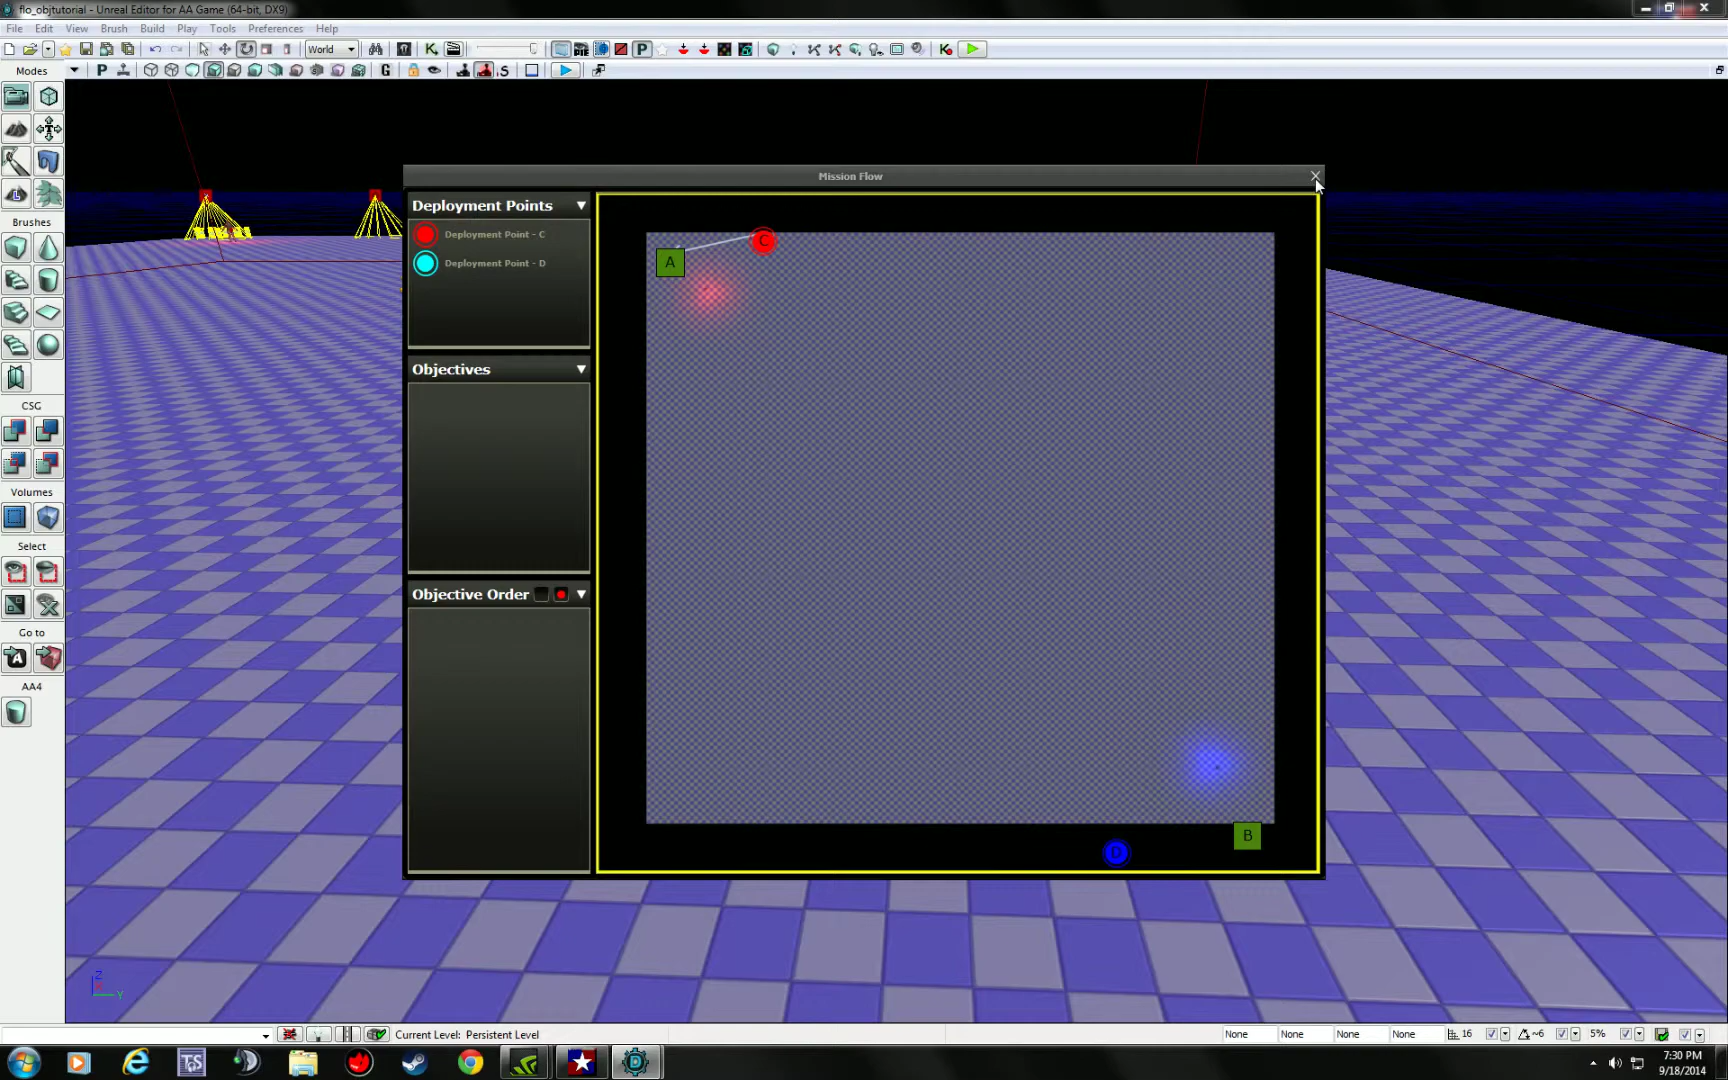 flo_objtutorial - Unreal Editor for AA Game (64-bit, DX9)
File Edit View Brush Build Play Tools Preferences Help
World
Modes
P
G
S
Mission Flow
Deployment Points
Deployment Point - C
Deployment Point - D
A
C
Brushes
Objectives
CSG
Volumes
Select
Objective Order
Go to
AA4
B
D
Z
Y
Current Level: Persistent Level
None None None None 16 ~6 5%
TS
7:30 PM
9/18/2014